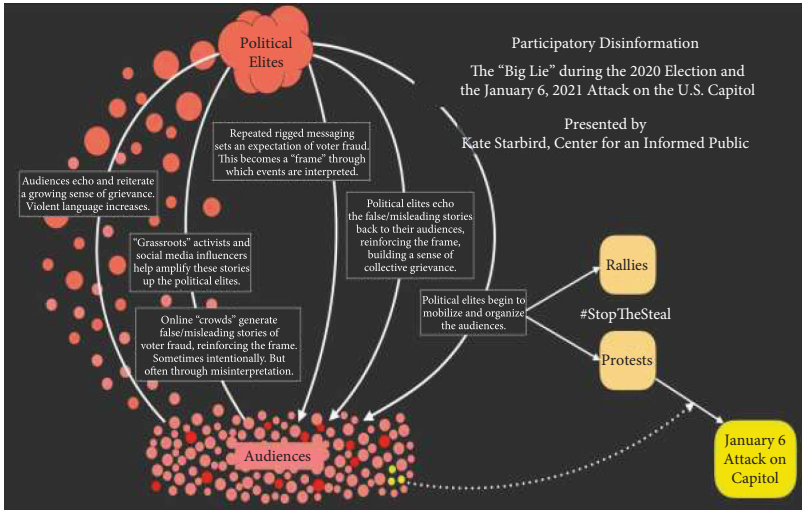 Political
Elites
Participatory Disinformation
The “Big Lie” during the 2020 Election and
the January 6, 2021 Attack on the U.S. Capitol
Presented by
Kate Starbird, Center for an Informed Public
Repeated rigged messaging
sets an expectation of voter fraud.
This becomes a “frame” through
which events are interpreted.
Audiences echo and reiterate
a growing sense of grievance.
Violent language increases.
Political elites echo
the false/misleading stories
back to their audiences,
reinforcing the frame,
building a sense of
collective grievance.
“Grassroots” activists and
social media influencers
help amplify these stories
up the political elites.
Rallies
Political elites begin to
mobilize and organize
the audiences.
#StopTheSteal
Online “crowds” generate
false/misleading stories of
voter fraud, reinforcing the frame.
Sometimes intentionally. But
often through misinterpretation.
Protests
Audiences
January 6
Attack on
Capitol